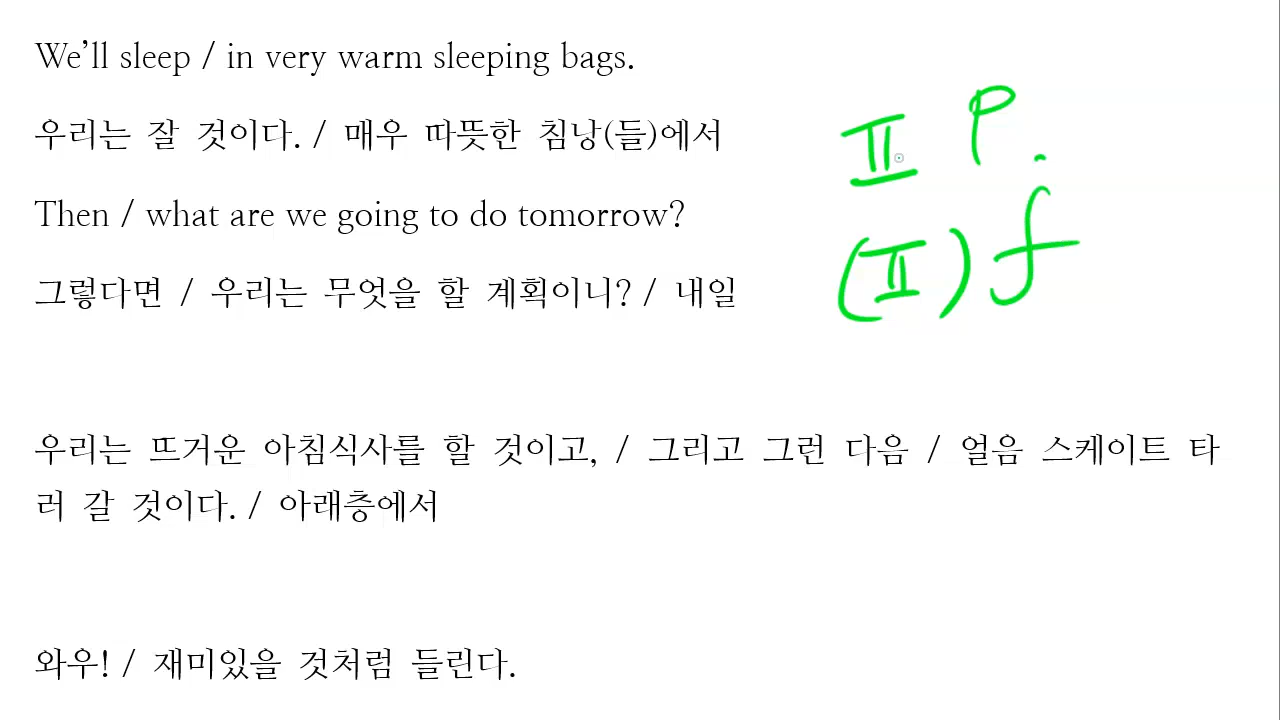 We'll sleep / in very warm sleeping bags.
우리는 잘 것이다. / 매우 따뜻한 침낭(들)에서
Then / what are we going to do tomorrow?
그렇다면 / 우리는 무엇을 할 계획이니? / 내일
우리는 뜨거운 아침식사를 할 것이고, / 그리고 그런 다음 / 얼음 스케이트 타
러 갈 것이다. / 아래층에서
와우! / 재미있을 것처럼 들린다.
II P.
(II) f